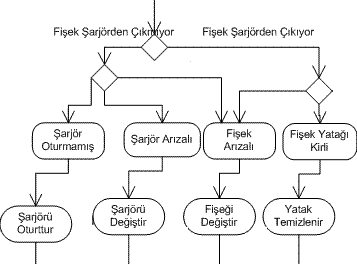 Fişek Şarjörden Çıkmıyor
Fişek Şarjörden Çıkıyor
Şarjör
Oturmamış
Şarjör Arızalı
Fişek
Arızalı
Fişek Yatağı
Kirli
Şarjörü
Oturttur
Şarjörü
Değiştir
Fişeği
Değiştir
Yatak
Temizlenir